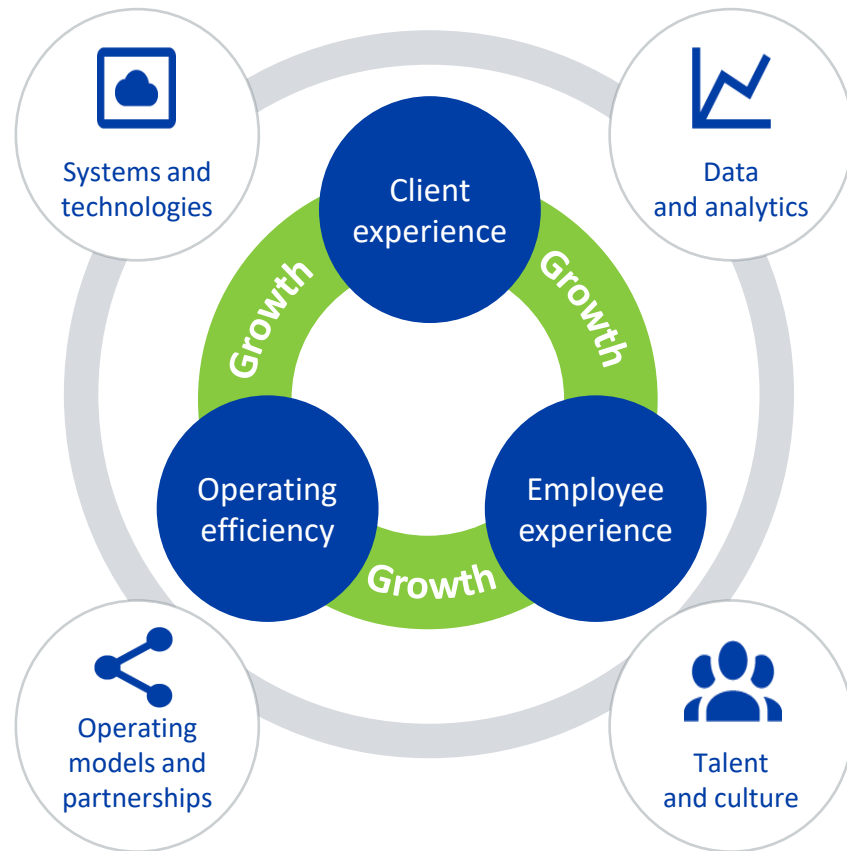 Systems and
technologies
Data
and analytics
Client
experience
Growth
Growth
Operating
efficiency
Employee
experience
Growth
Operating
models and
partnerships
Talent
and culture